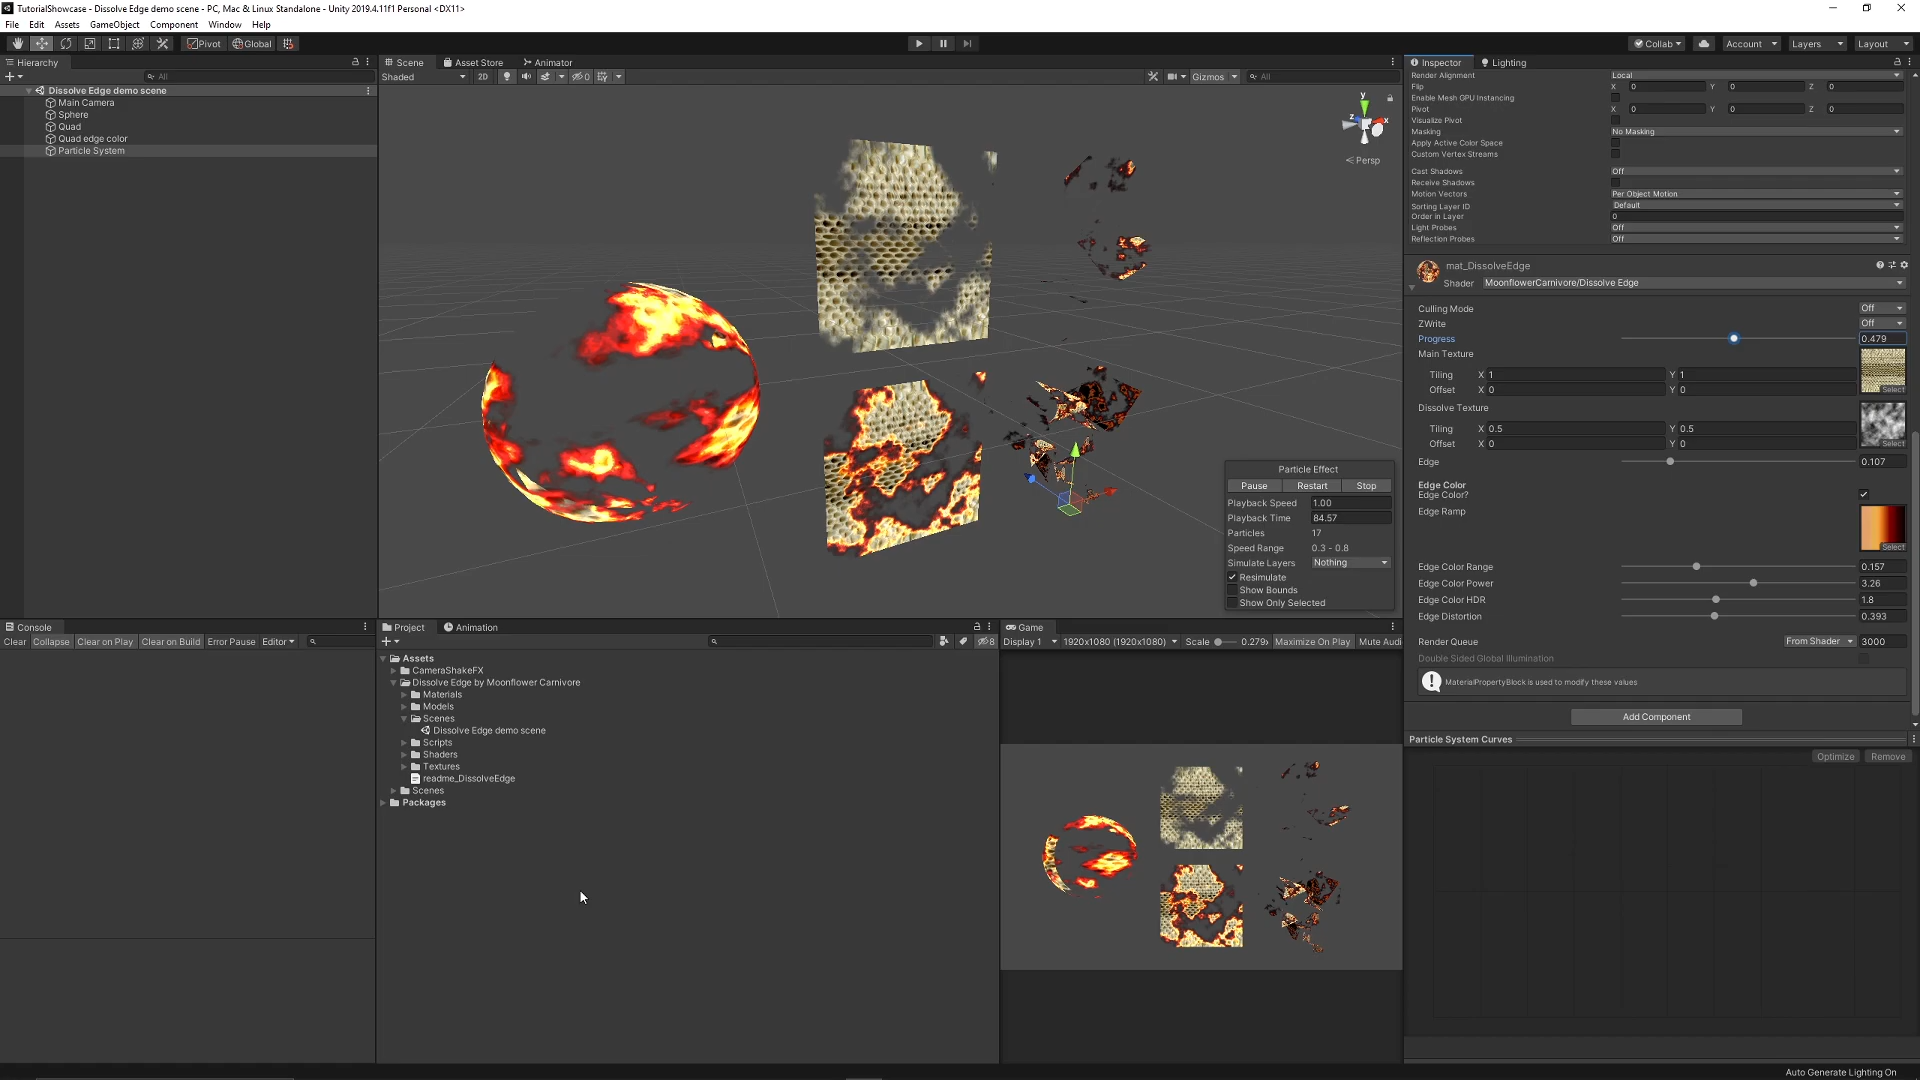 TutorialShowcase - Dissolve Edge demo scene - PC, Mac & Linux Standalone - Unity 2019.4.11f1 Personal <DX11>
File Edit Assets GameObject Component Window Help
Pivot Global Collab Account Layers Layout
Hierarchy
All
Dissolve Edge demo scene
Main Camera
Sphere
Quad
Quad edge color
Particle System
Scene Asset Store Animator
Shaded 2D 0 Gizmos All
y
z x
Persp
Particle Effect
Pause Restart Stop
Playback Speed 1.00
Playback Time 84.57
Particles 17
Speed Range 0.3 - 0.8
Simulate Layers Nothing
Resimulate
Show Bounds
Show Only Selected
Inspector Lighting
Render Alignment Local
Flip X 0 Y 0 Z 0
Enable Mesh GPU Instancing
Pivot X 0 Y 0 Z 0
Visualize Pivot
Masking No Masking
Apply Active Color Space
Custom Vertex Streams
Cast Shadows Off
Receive Shadows
Motion Vectors Per Object Motion
Sorting Layer ID Default
Order in Layer 0
Light Probes Off
Reflection Probes Off
mat_DissolveEdge
Shader MoonflowerCarnivore/Dissolve Edge
Culling Mode Off
ZWrite Off
Progress 0.479
Main Texture
Tiling X 1 Y 1
Offset X 0 Y 0
Select
Dissolve Texture
Tiling X 0.5 Y 0.5
Offset X 0 Y 0
Select
Edge 0.107
Edge Color
Edge Color?
Edge Ramp
Select
Edge Color Range 0.157
Edge Color Power 3.26
Edge Color HDR 1.8
Edge Distortion 0.393
Render Queue From Shader 3000
Double Sided Global Illumination
MaterialPropertyBlock is used to modify these values
Add Component
Particle System Curves
Optimize Remove
Console
Clear Collapse Clear on Play Clear on Build Error Pause Editor
Project Animation
8
Assets
CameraShakeFX
Dissolve Edge by Moonflower Carnivore
Materials
Models
Scenes
Dissolve Edge demo scene
Scripts
Shaders
Textures
readme_DissolveEdge
Scenes
Packages
Game
Display 1 1920x1080 (1920x1080) Scale 0.279x Maximize On Play Mute Audi
Auto Generate Lighting On